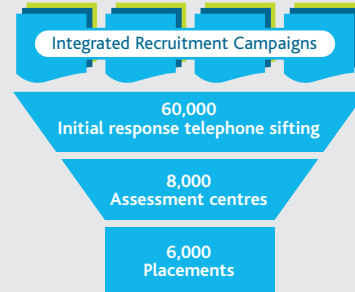 Integrated Recruitment Campaigns
60,000
Initial response telephone sifting
8,000
Assessment centres
6,000
Placements